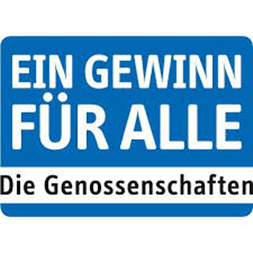 EIN GEWINN
FÜR ALLE
Die Genossenschaften